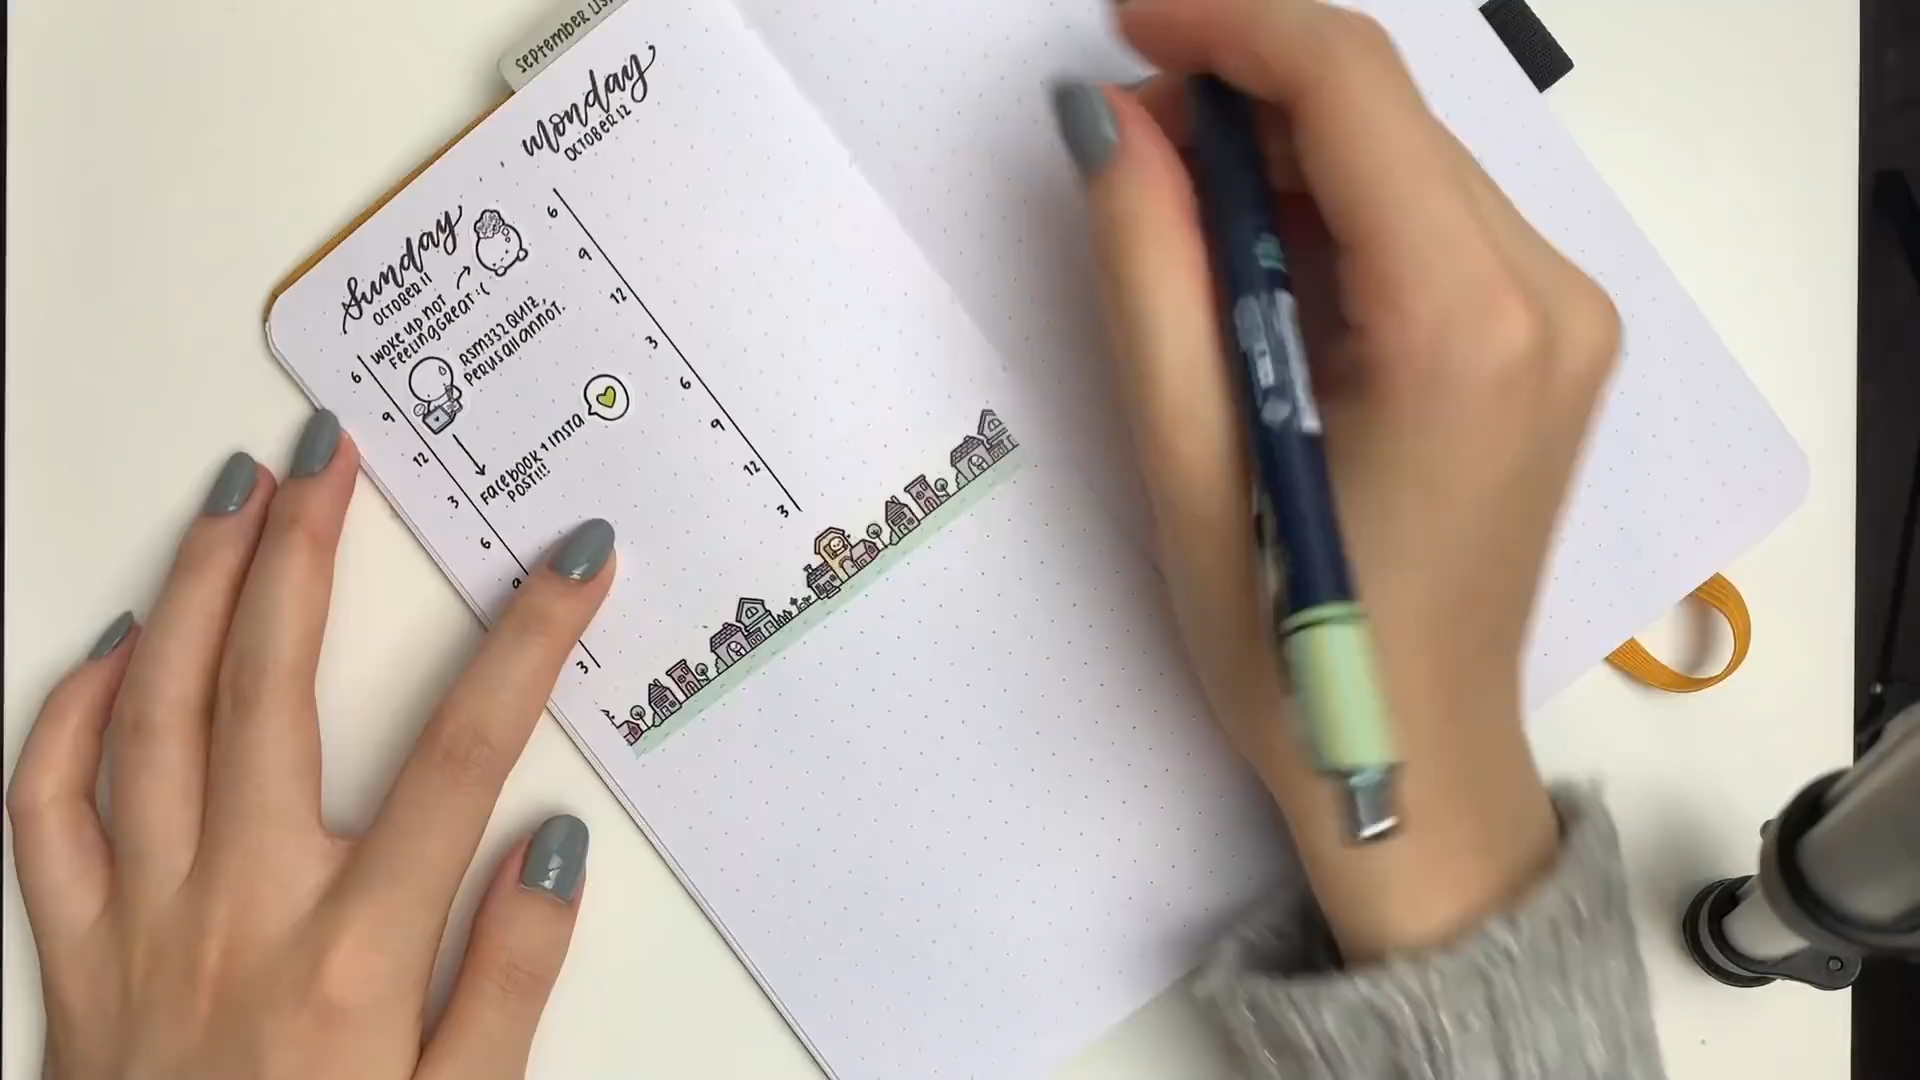 September
Sunday
OCTOBER 11
WOKE UP NOT
FEELING GREAT :(
RSM332 QUIZ,
PERUSALL ANNOT.
FACEBOOK + INSTA
POST!!!
6
9
12
3
6
9
3
monday
OCTOBER 12
6
9
12
3
6
9
12
3